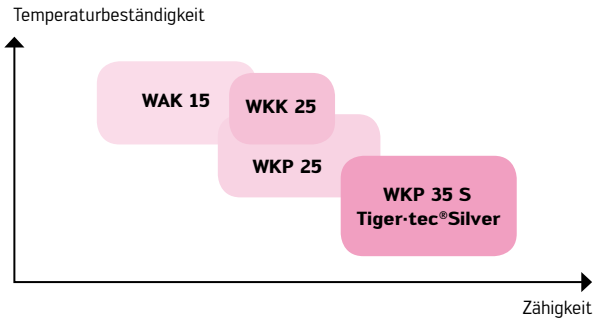 Temperaturbeständigkeit
WAK 15
WKK 25
WKP 25
WKP 35 S
Tiger·tec®Silver
Zähigkeit